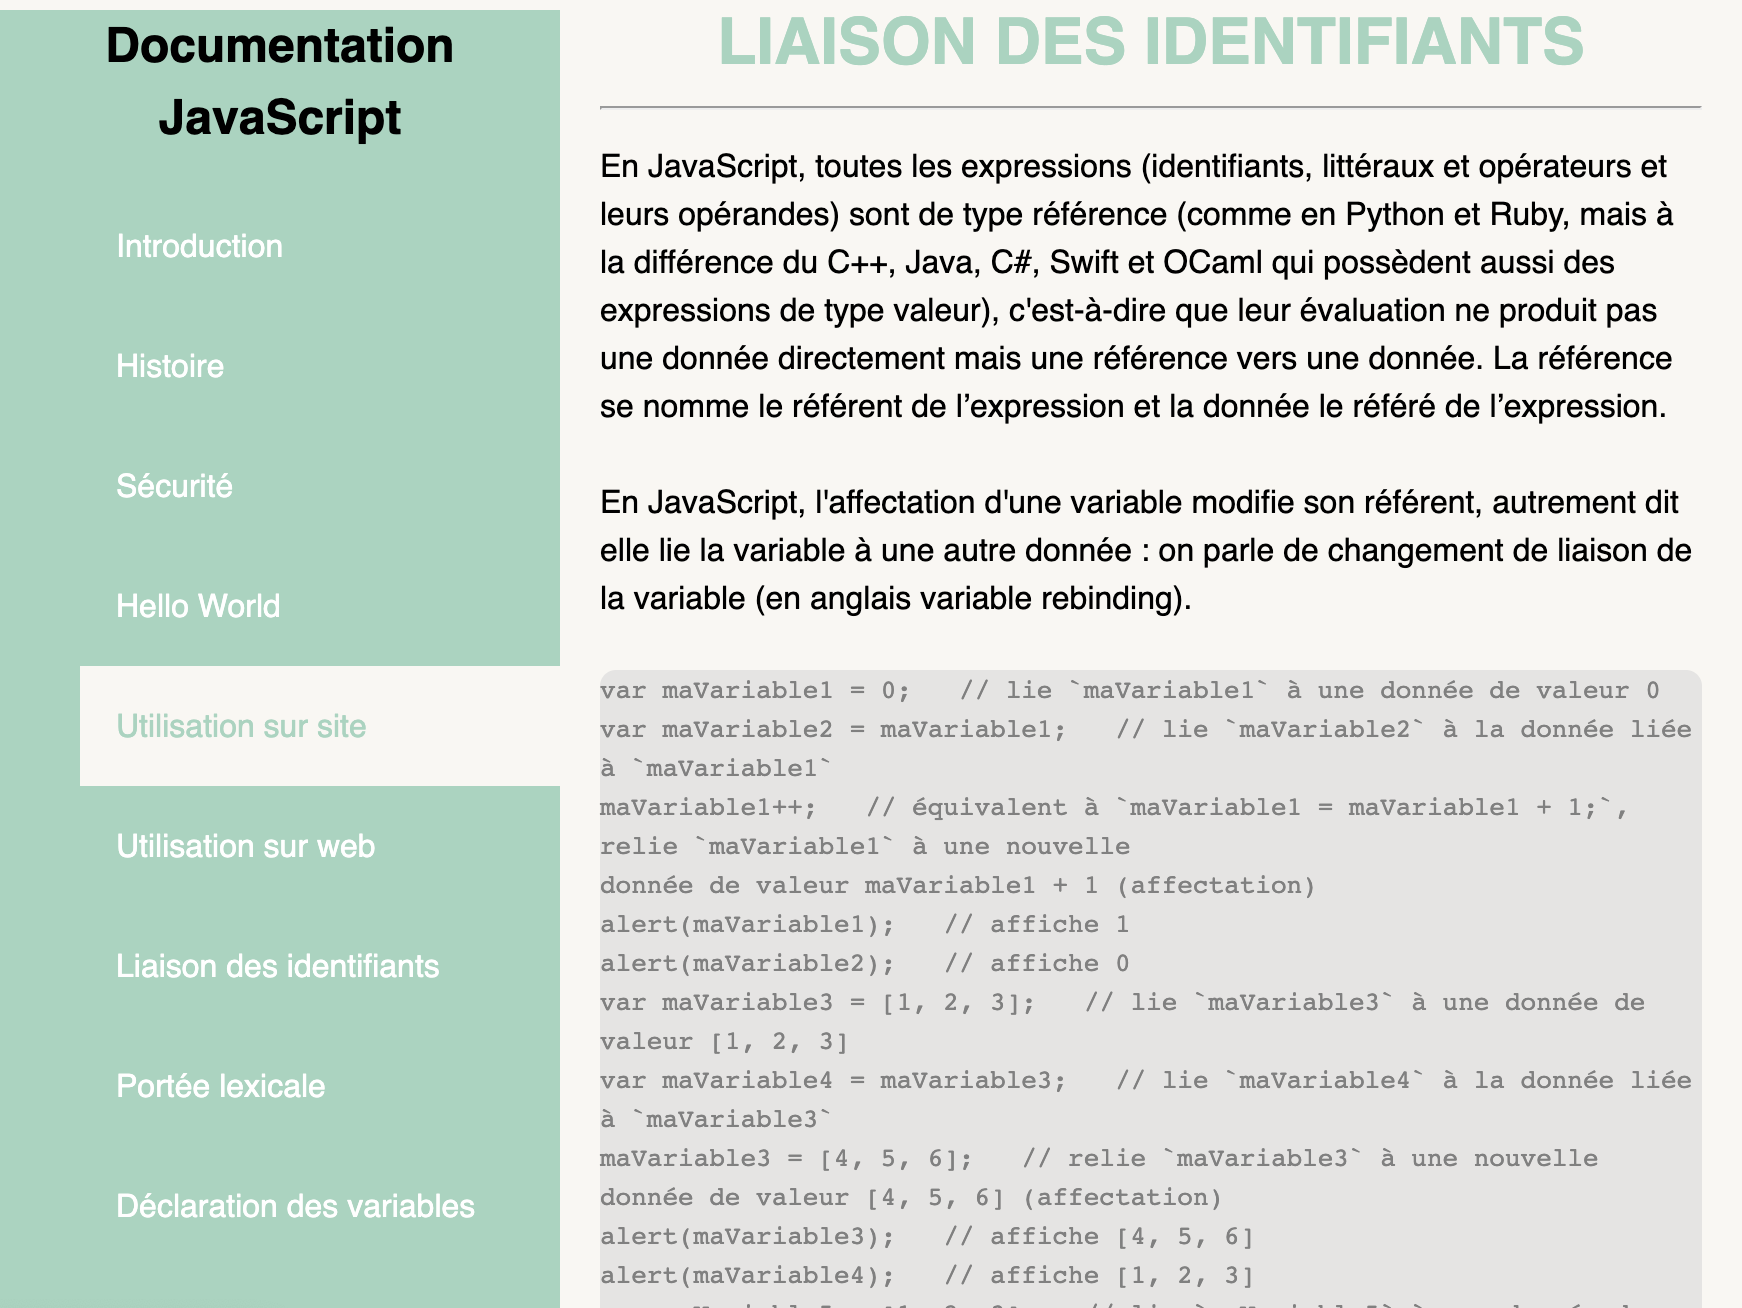 Documentation
JavaScript
Introduction
Histoire
Sécurité
Hello World
Utilisation sur site
Utilisation sur web
Liaison des identifiants
Portée lexicale
Déclaration des variables
LIAISON DES IDENTIFIANTS
En JavaScript, toutes les expressions (identifiants, littéraux et opérateurs et
leurs opérandes) sont de type référence (comme en Python et Ruby, mais à
la différence du C++, Java, C#, Swift et OCaml qui possèdent aussi des
expressions de type valeur), c'est-à-dire que leur évaluation ne produit pas
une donnée directement mais une référence vers une donnée. La référence
se nomme le référent de l’expression et la donnée le référé de l’expression.
En JavaScript, l'affectation d'une variable modifie son référent, autrement dit
elle lie la variable à une autre donnée : on parle de changement de liaison de
la variable (en anglais variable rebinding).
var maVariable1 = 0;   // lie `maVariable1` à une donnée de valeur 0
var maVariable2 = maVariable1;   // lie `maVariable2` à la donnée liée
à `maVariable1`
maVariable1++;   // équivalent à `maVariable1 = maVariable1 + 1;`,
relie `maVariable1` à une nouvelle
donnée de valeur maVariable1 + 1 (affectation)
alert(maVariable1);   // affiche 1
alert(maVariable2);   // affiche 0
var maVariable3 = [1, 2, 3];   // lie `maVariable3` à une donnée de
valeur [1, 2, 3]
var maVariable4 = maVariable3;   // lie `maVariable4` à la donnée liée
à `maVariable3`
maVariable3 = [4, 5, 6];   // relie `maVariable3` à une nouvelle
donnée de valeur [4, 5, 6] (affectation)
alert(maVariable3);   // affiche [4, 5, 6]
alert(maVariable4);   // affiche [1, 2, 3]